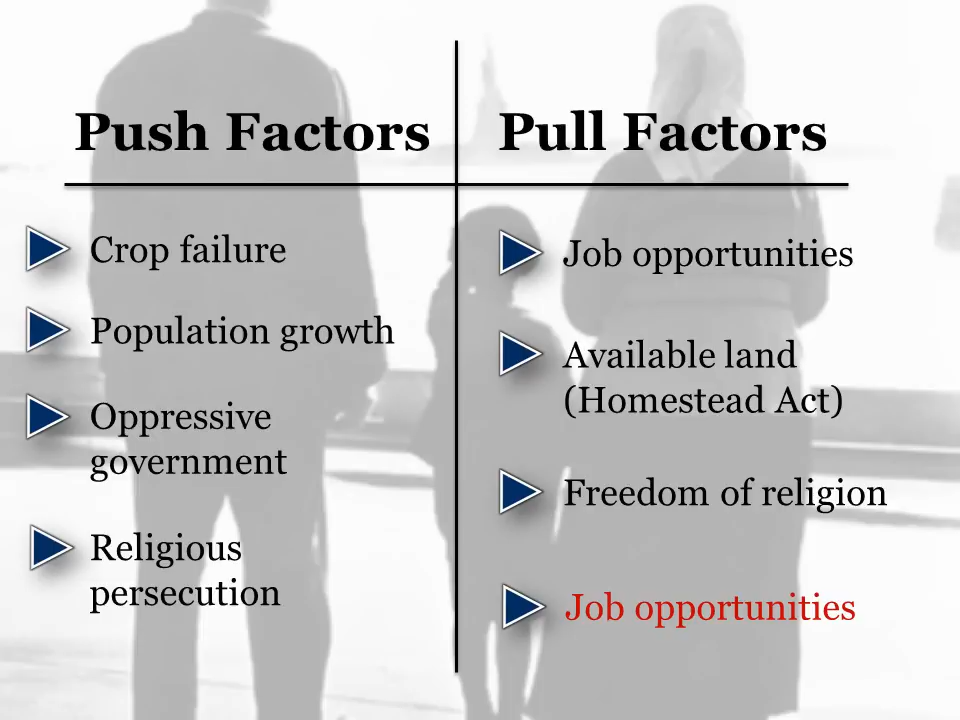 Push Factors
Crop failure
Population growth
Oppressive
government
Religious
persecution
Pull Factors
Job opportunities
Available land
(Homestead Act)
Freedom of religion
Job opportunities